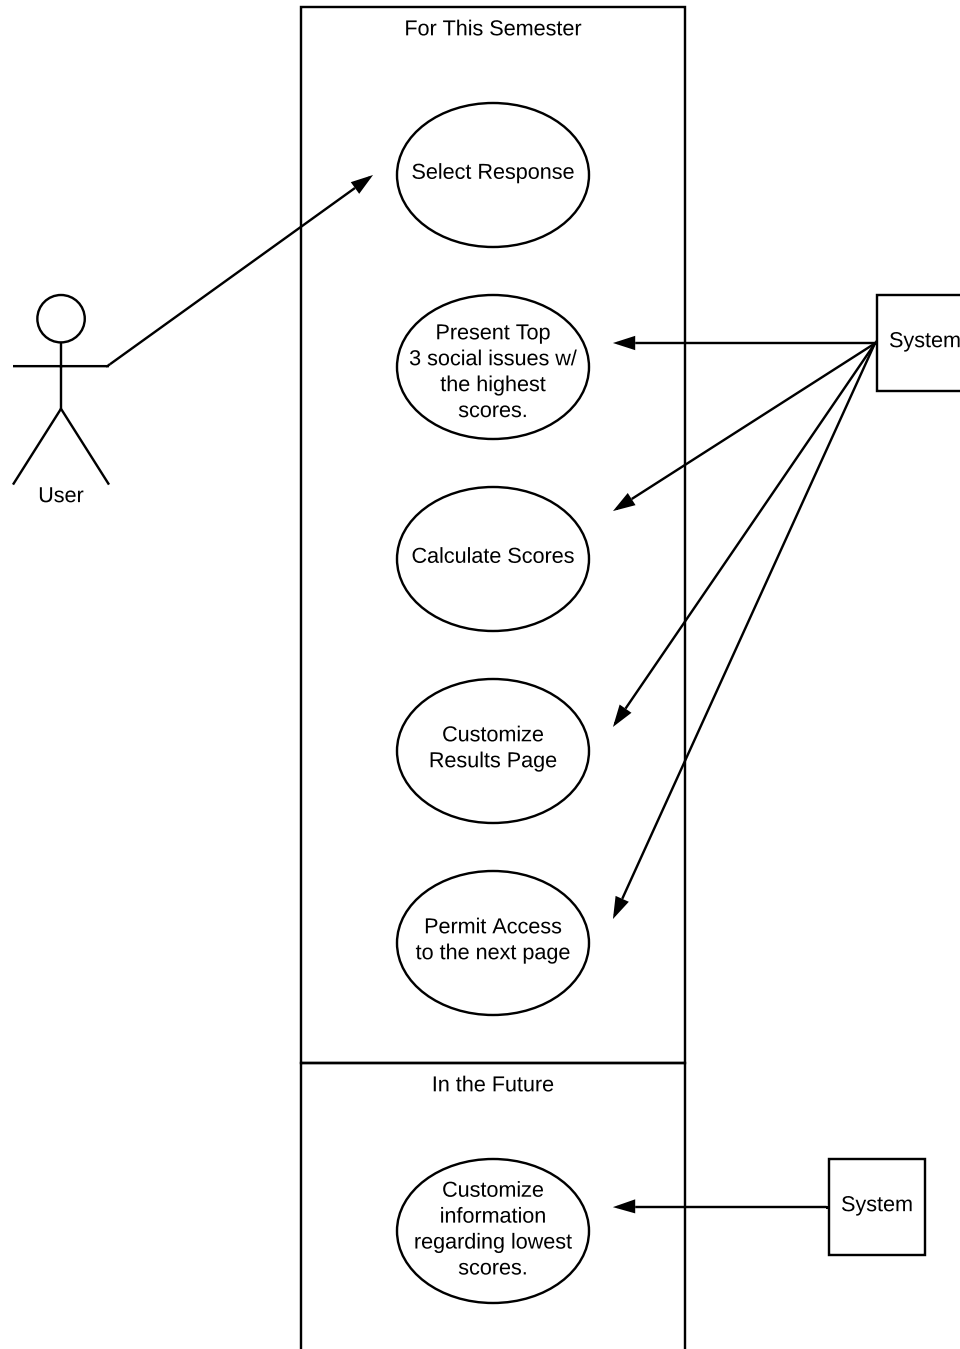 For This Semester
Select Response
Present Top
3 social issues w/
the highest
scores.
System
User
Calculate Scores
Customize
Results Page
Permit Access
to the next page
In the Future
Customize
information
regarding lowest
scores.
System